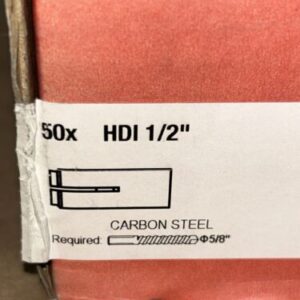 50x HDI 1/2"
CARBON STEEL
Required: Φ5/8"